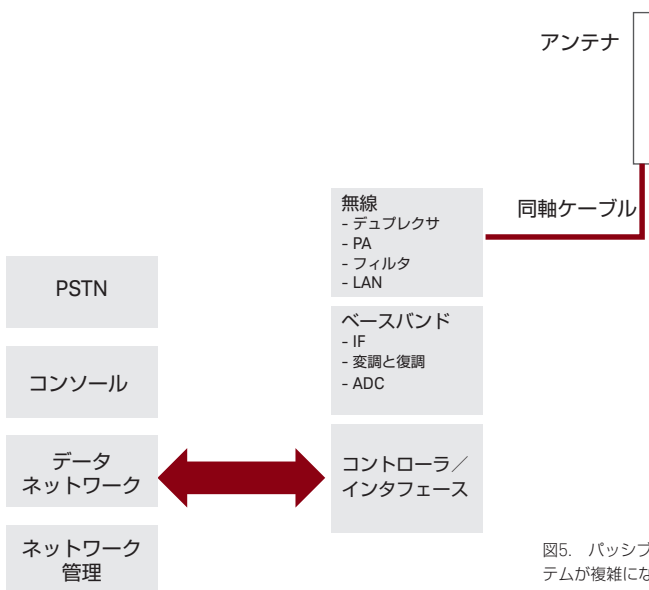 アンテナ
同軸ケーブル
無線
- デュプレクサ
- PA
- フィルタ
- LAN
ベースバンド
- IF
- 変調と復調
- ADC
コントローラ／
インタフェース
PSTN
コンソール
データ
ネットワーク
ネットワーク
管理
図5. パッシブ
テムが複雑にな